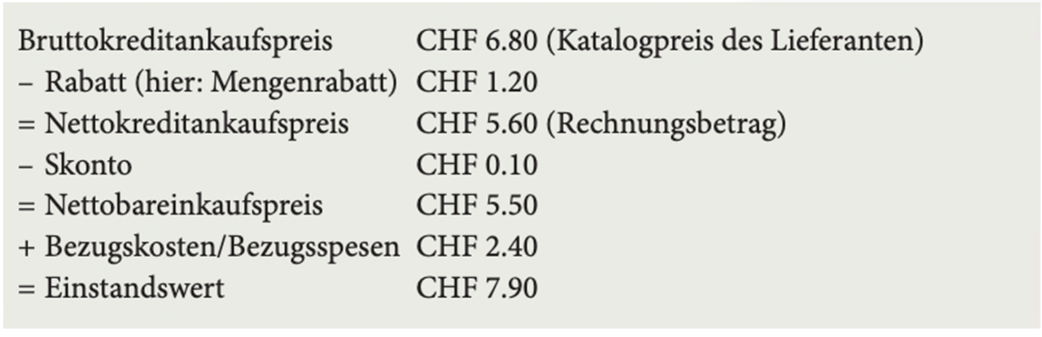 Bruttokreditankaufspreis CHF 6.80 (Katalogpreis des Lieferanten)
– Rabatt (hier: Mengenrabatt) CHF 1.20
= Nettokreditankaufspreis CHF 5.60 (Rechnungsbetrag)
– Skonto CHF 0.10
= Nettobareinkaufspreis CHF 5.50
+ Bezugskosten/Bezugsspesen CHF 2.40
= Einstandswert CHF 7.90